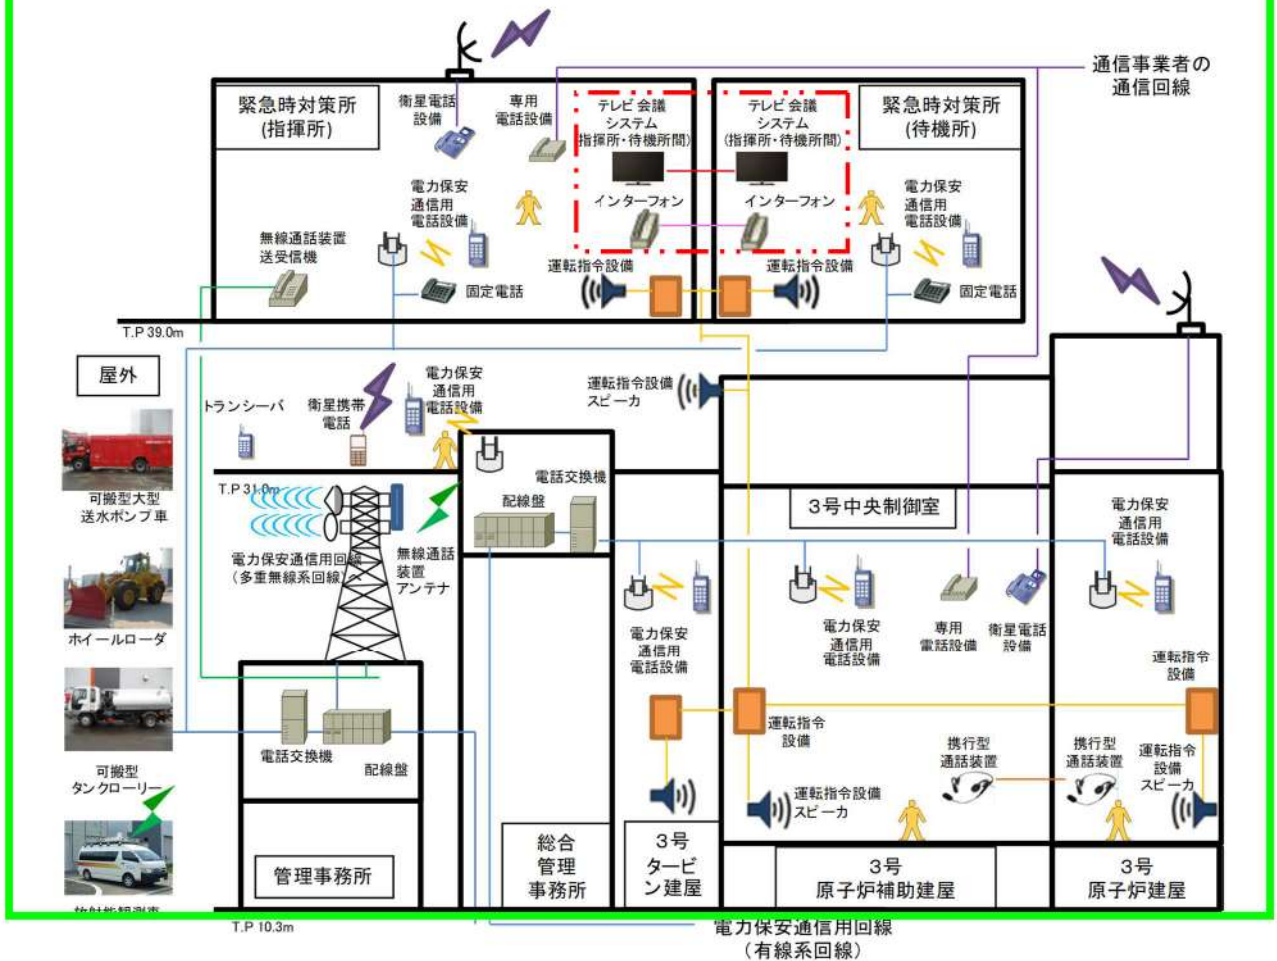 通信事業者の
通信回線
緊急時対策所
(指揮所)
衛星電話
設備
専用
電話設備
テレビ会議
システム
(指揮所・待機所間)
テレビ会議
システム
(指揮所・待機所間)
緊急時対策所
(待機所)
電力保安
通信用
電話設備
インターフォン
インターフォン
電力保安
通信用
電話設備
無線通話装置
送受信機
運転指令設備
運転指令設備
固定電話
固定電話
T.P 39.0m
屋外
トランシーバ
衛星携帯
電話
電力保安
通信用
電話設備
運転指令設備
スピーカ
可搬型大型
送水ポンプ車
T.P 31.0m
電話交換機
配線盤
3号中央制御室
電力保安
通信用
電話設備
電力保安通信用回線
(多重無線系回線)へ
無線通話
装置
アンテナ
ホイールローダ
電力保安
通信用
電話設備
電力保安
通信用
電話設備
専用
電話設備
衛星電話
設備
運転指令
設備
電話交換機
配線盤
運転指令
設備
携行型
通話装置
携行型
通話装置
運転指令
設備
スピーカ
可搬型
タンクローリー
運転指令設備
スピーカ
管理事務所
総合
管理
事務所
3号
タービ
ン建屋
3号
原子炉補助建屋
3号
原子炉建屋
放射能観測車
T.P 10.3m
電力保安通信用回線
(有線系回線)